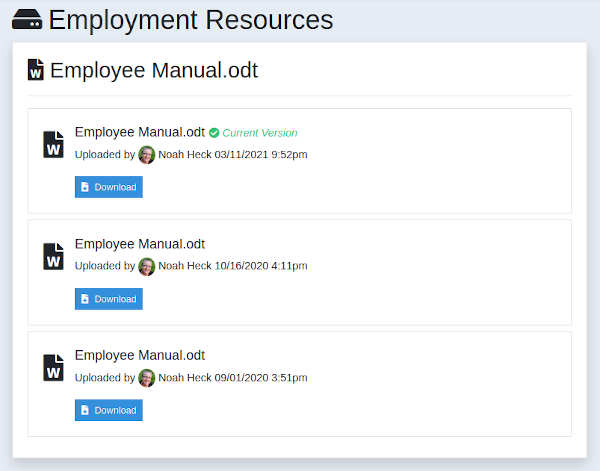 Employment Resources
Employee Manual.odt
Employee Manual.odt Current Version
Uploaded by Noah Heck 03/11/2021 9:52pm
Download
Employee Manual.odt
Uploaded by Noah Heck 10/16/2020 4:11pm
Download
Employee Manual.odt
Uploaded by Noah Heck 09/01/2020 3:51pm
Download